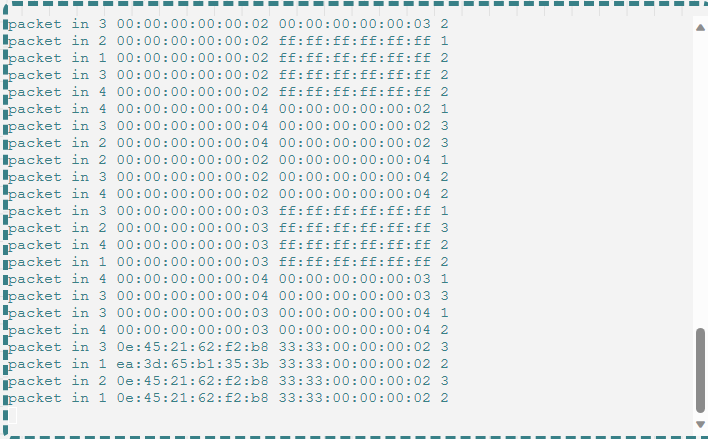 packet in 3 00:00:00:00:00:02 00:00:00:00:00:03 2
packet in 2 00:00:00:00:00:02 ff:ff:ff:ff:ff:ff 1
packet in 1 00:00:00:00:00:02 ff:ff:ff:ff:ff:ff 2
packet in 3 00:00:00:00:00:02 ff:ff:ff:ff:ff:ff 2
packet in 4 00:00:00:00:00:02 ff:ff:ff:ff:ff:ff 2
packet in 4 00:00:00:00:00:04 00:00:00:00:00:02 1
packet in 3 00:00:00:00:00:04 00:00:00:00:00:02 3
packet in 2 00:00:00:00:00:04 00:00:00:00:00:02 3
packet in 2 00:00:00:00:00:02 00:00:00:00:00:04 1
packet in 3 00:00:00:00:00:02 00:00:00:00:00:04 2
packet in 4 00:00:00:00:00:02 00:00:00:00:00:04 2
packet in 3 00:00:00:00:00:03 ff:ff:ff:ff:ff:ff 1
packet in 2 00:00:00:00:00:03 ff:ff:ff:ff:ff:ff 3
packet in 4 00:00:00:00:00:03 ff:ff:ff:ff:ff:ff 2
packet in 1 00:00:00:00:00:03 ff:ff:ff:ff:ff:ff 2
packet in 4 00:00:00:00:00:04 00:00:00:00:00:03 1
packet in 3 00:00:00:00:00:04 00:00:00:00:00:03 3
packet in 3 00:00:00:00:00:03 00:00:00:00:00:04 1
packet in 4 00:00:00:00:00:03 00:00:00:00:00:04 2
packet in 3 0e:45:21:62:f2:b8 33:33:00:00:00:02 3
packet in 1 ea:3d:65:b1:35:3b 33:33:00:00:00:02 2
packet in 2 0e:45:21:62:f2:b8 33:33:00:00:00:02 3
packet in 1 0e:45:21:62:f2:b8 33:33:00:00:00:02 2